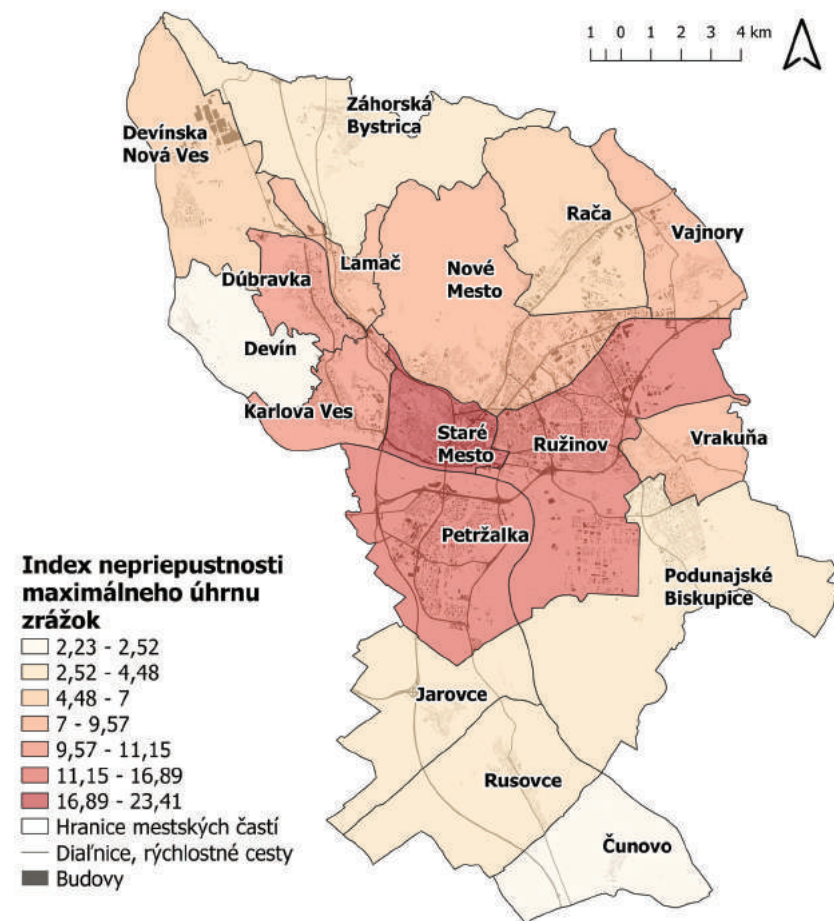 1 0 1 2 3 4 km
Záhorská
Bystrica
Devínska
Nová Ves
Rača
Vajnory
Lamač
Nové
Mesto
Dúbravka
Devín
Karlova Ves
Staré
Mesto
Ružinov
Vrakuňa
Petržalka
Podunajské
Biskupice
Jarovce
Rusovce
Čunovo
Index nepriepustnosti
maximálneho úhrnu
zrážok
2,23 - 2,52
2,52 - 4,48
4,48 - 7
7 - 9,57
9,57 - 11,15
11,15 - 16,89
16,89 - 23,41
Hranice mestských častí
Diaľnice, rýchlostné cesty
Budovy